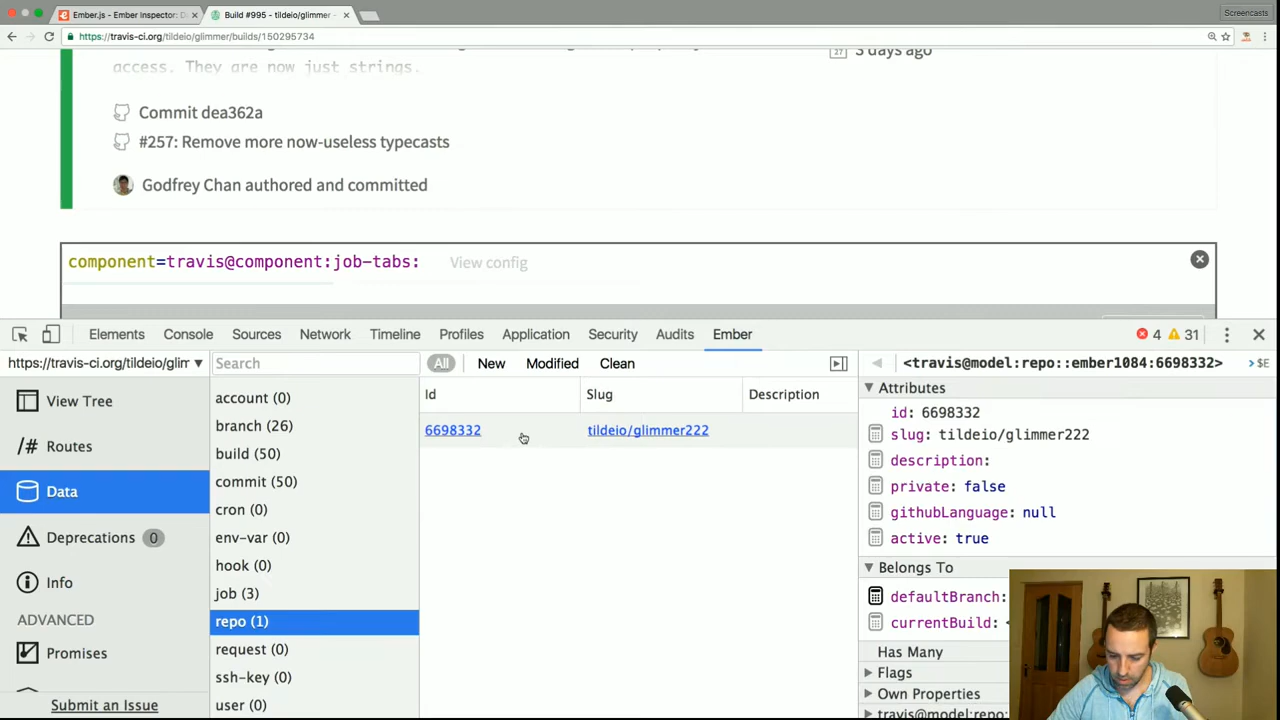 Ember.js - Ember Inspector: D
Build #995 - tildeio/glimmer -
Screencasts
https://travis-ci.org/tildeio/glimmer/builds/150295734
access. They are now just strings.
27
3 days ago
Commit dea362a
#257: Remove more now-useless typecasts
Godfrey Chan authored and committed
component=travis@component:job-tabs:
View config
Elements
Console
Sources
Network
Timeline
Profiles
Application
Security
Audits
Ember
4
31
https://travis-ci.org/tildeio/glim
Search
All
New
Modified
Clean
<travis@model:repo::ember1084:6698332>
>$E
View Tree
/# Routes
Data
Deprecations 0
Info
ADVANCED
Promises
Submit an Issue
account (0)
branch (26)
build (50)
commit (50)
cron (0)
env-var (0)
hook (0)
job (3)
repo (1)
request (0)
ssh-key (0)
user (0)
Id
Slug
Description
6698332
tildeio/glimmer222
Attributes
id: 6698332
slug: tildeio/glimmer222
description:
private: false
githubLanguage: null
active: true
Belongs To
defaultBranch:
currentBuild:
Has Many
Flags
Own Properties
travis@model:repo: